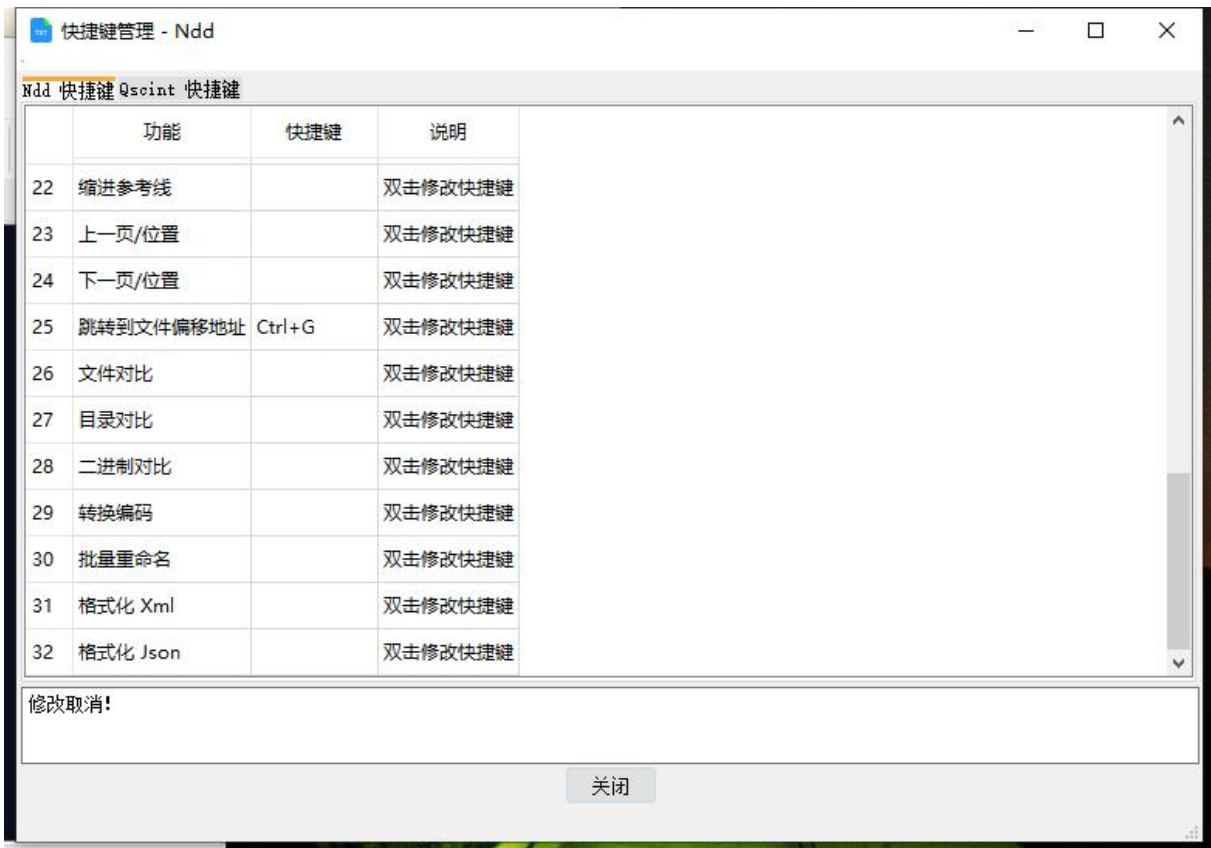 快捷键管理 - Ndd
Ndd 快捷键 Qscint 快捷键
功能 快捷键 说明
22 缩进参考线 双击修改快捷键
23 上一页/位置 双击修改快捷键
24 下一页/位置 双击修改快捷键
25 跳转到文件偏移地址 Ctrl+G 双击修改快捷键
26 文件对比 双击修改快捷键
27 目录对比 双击修改快捷键
28 二进制对比 双击修改快捷键
29 转换编码 双击修改快捷键
30 批量重命名 双击修改快捷键
31 格式化 Xml 双击修改快捷键
32 格式化 Json 双击修改快捷键
修改取消!
关闭